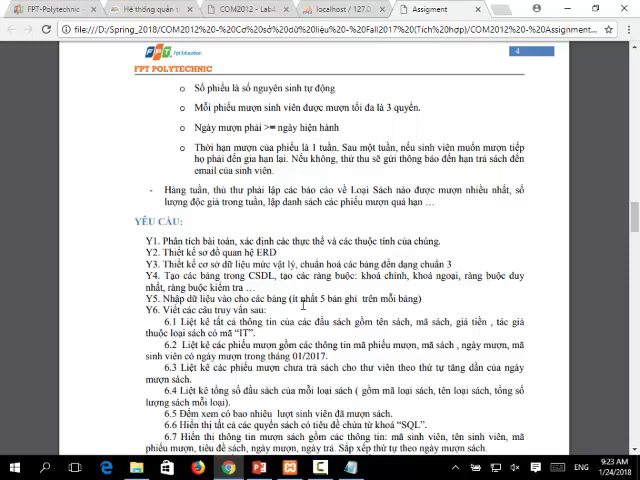 FPT-Polytechnic
Hệ thống quản t
COM2012 - Lab4
localhost / 127.0
Assigment
file:///D:/Spring_2018/COM2012%20-%20Cơ%20sở%20dữ%20liệu%20-%20Fall2017%20(Tích%20hợp)/COM2012%20-%20Assignment
FPT Fpt Education
4
FPT POLYTECHNIC
o Số phiếu là số nguyên sinh tự động
o Mỗi phiếu mượn sinh viên được mượn tối đa là 3 quyển.
o Ngày mượn phải >= ngày hiện hành
o Thời hạn mượn của phiếu là 1 tuần. Sau một tuần, nếu sinh viên muốn mượn tiếp
họ phải đến gia hạn lại. Nếu không, thử thu sẽ gửi thông báo đến hạn trả sách đến
email của sinh viên.
- Hàng tuần, thủ thư phải lập các báo cáo về Loại Sách nào được mượn nhiều nhất, số
lượng độc giả trong tuần, lập danh sách các phiếu mượn quá hạn …
YÊU CẦU:
Y1. Phân tích bài toán, xác định các thực thể và các thuộc tính của chúng.
Y2. Thiết kế sơ đồ quan hệ ERD
Y3. Thiết kế cơ sở dữ liệu mức vật lý, chuẩn hoá các bảng đến dạng chuẩn 3
Y4. Tạo các bảng trong CSDL, tạo các ràng buộc: khoá chính, khoá ngoại, ràng buộc duy
nhất, ràng buộc kiểm tra …
Y5. Nhập dữ liệu vào cho các bảng (ít nhất 5 bản ghi trên mỗi bảng)
Y6. Viết các câu truy vấn sau:
6.1 Liệt kê tất cả thông tin của các đầu sách gồm tên sách, mã sách, giá tiền , tác giả
thuộc loại sách có mã “IT”.
6.2 Liệt kê các phiếu mượn gồm các thông tin mã phiếu mượn, mã sách , ngày mượn, mã
sinh viên có ngày mượn trong tháng 01/2017.
6.3 Liệt kê các phiếu mượn chưa trả sách cho thư viên theo thứ tự tăng dần của ngày
mượn sách.
6.4 Liệt kê tổng số đầu sách của mỗi loại sách ( gồm mã loại sách, tên loại sách, tổng số
lượng sách mỗi loại).
6.5 Đếm xem có bao nhiêu lượt sinh viên đã mượn sách.
6.6 Hiển thị tất cả các quyển sách có tiêu đề chứa từ khoá “SQL”.
6.7 Hiển thị thông tin mượn sách gồm các thông tin: mã sinh viên, tên sinh viên, mã
phiếu mượn, tiêu đề sách, ngày mượn, ngày trả. Sắp xếp thứ tự theo ngày mượn sách.
ENG
9:23 AM
1/24/2018